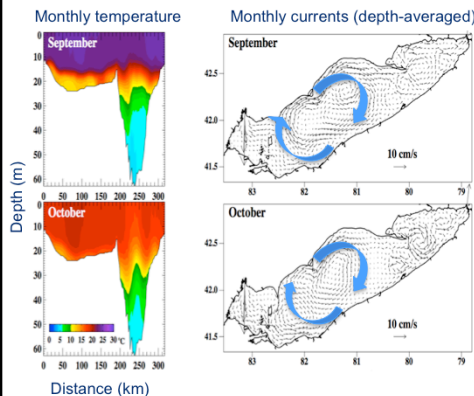 Monthly temperature
Monthly currents (depth-averaged)
September
0
10
20
30
40
50
60
0 50 100 150 200 250 300
September
42.5
42.0
41.5
10 cm/s
83 82 81 80 79
Depth (m)
October
0
10
20
30
40
50
60
0 5 10 15 20 25 30 °C
0 50 100 150 200 250 300
October
42.5
42.0
41.5
10 cm/s
83 82 81 80 79
Distance (km)